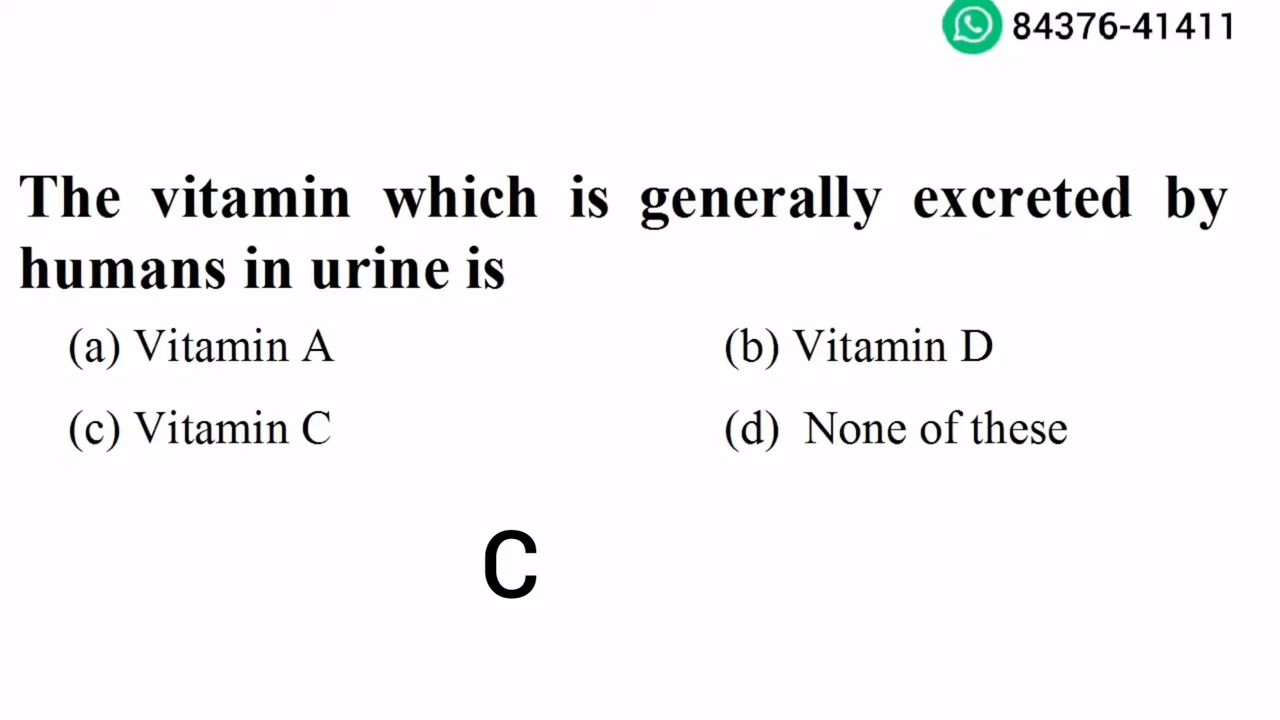 84376-41411
The vitamin which is generally excreted by
humans in urine is
(a) Vitamin A (b) Vitamin D
(c) Vitamin C (d) None of these
C